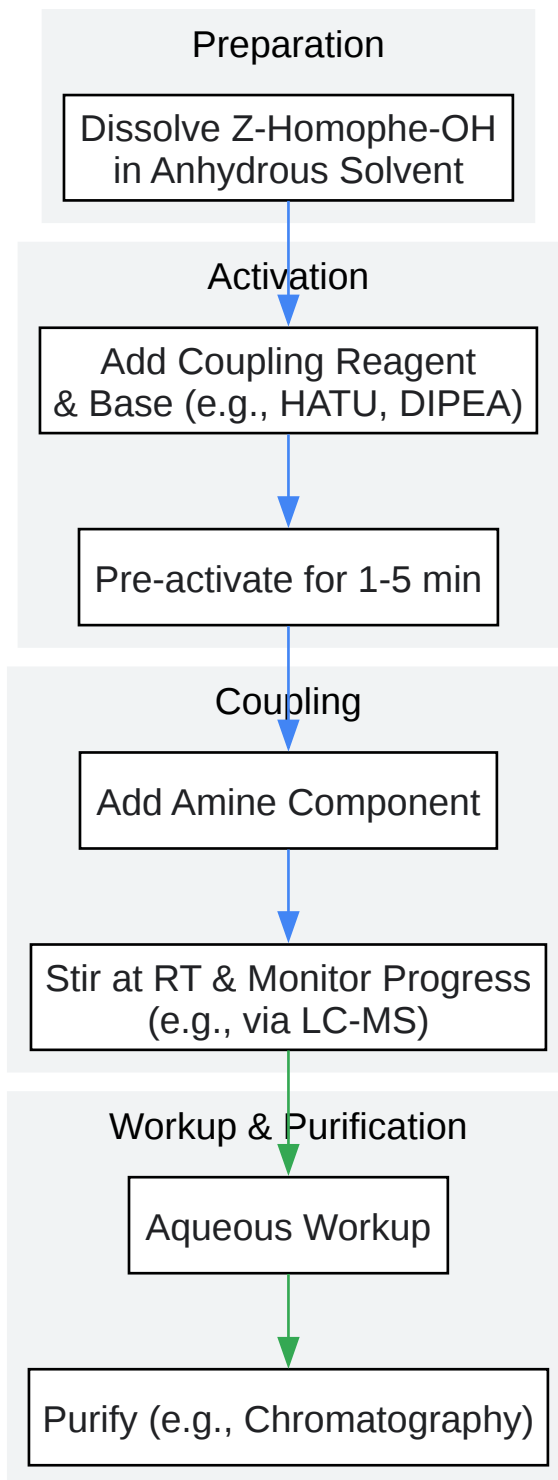 Preparation
Dissolve Z-Homophe-OH
in Anhydrous Solvent
Activation
Add Coupling Reagent
& Base (e.g., HATU, DIPEA)
Pre-activate for 1-5 min
Coupling
Add Amine Component
Stir at RT & Monitor Progress
(e.g., via LC-MS)
Workup & Purification
Aqueous Workup
Purify (e.g., Chromatography)